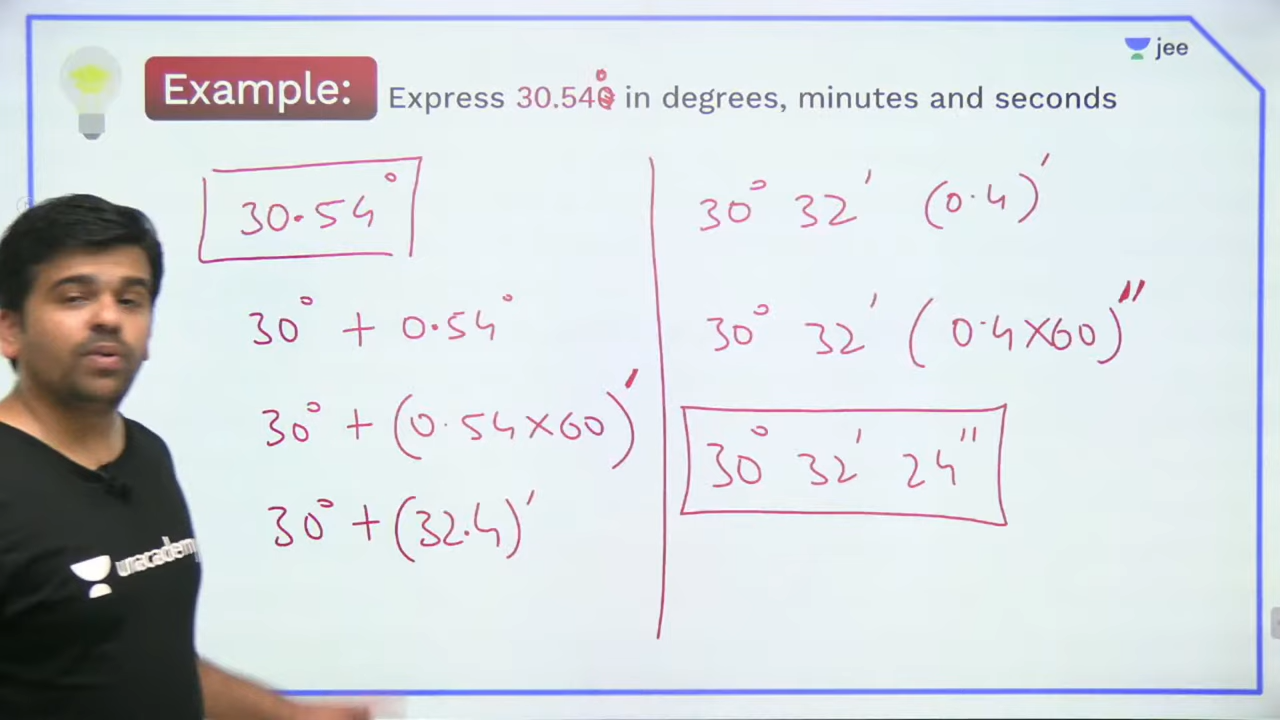 jee
Example: Express 30.540 in degrees, minutes and seconds
30.54°
30° + 0.54°
30° + (0.54×60)′
30° + (32.4)′
30° 32′ (0.4)′
30° 32′ (0.4×60)″
30° 32′ 24″
unacademy